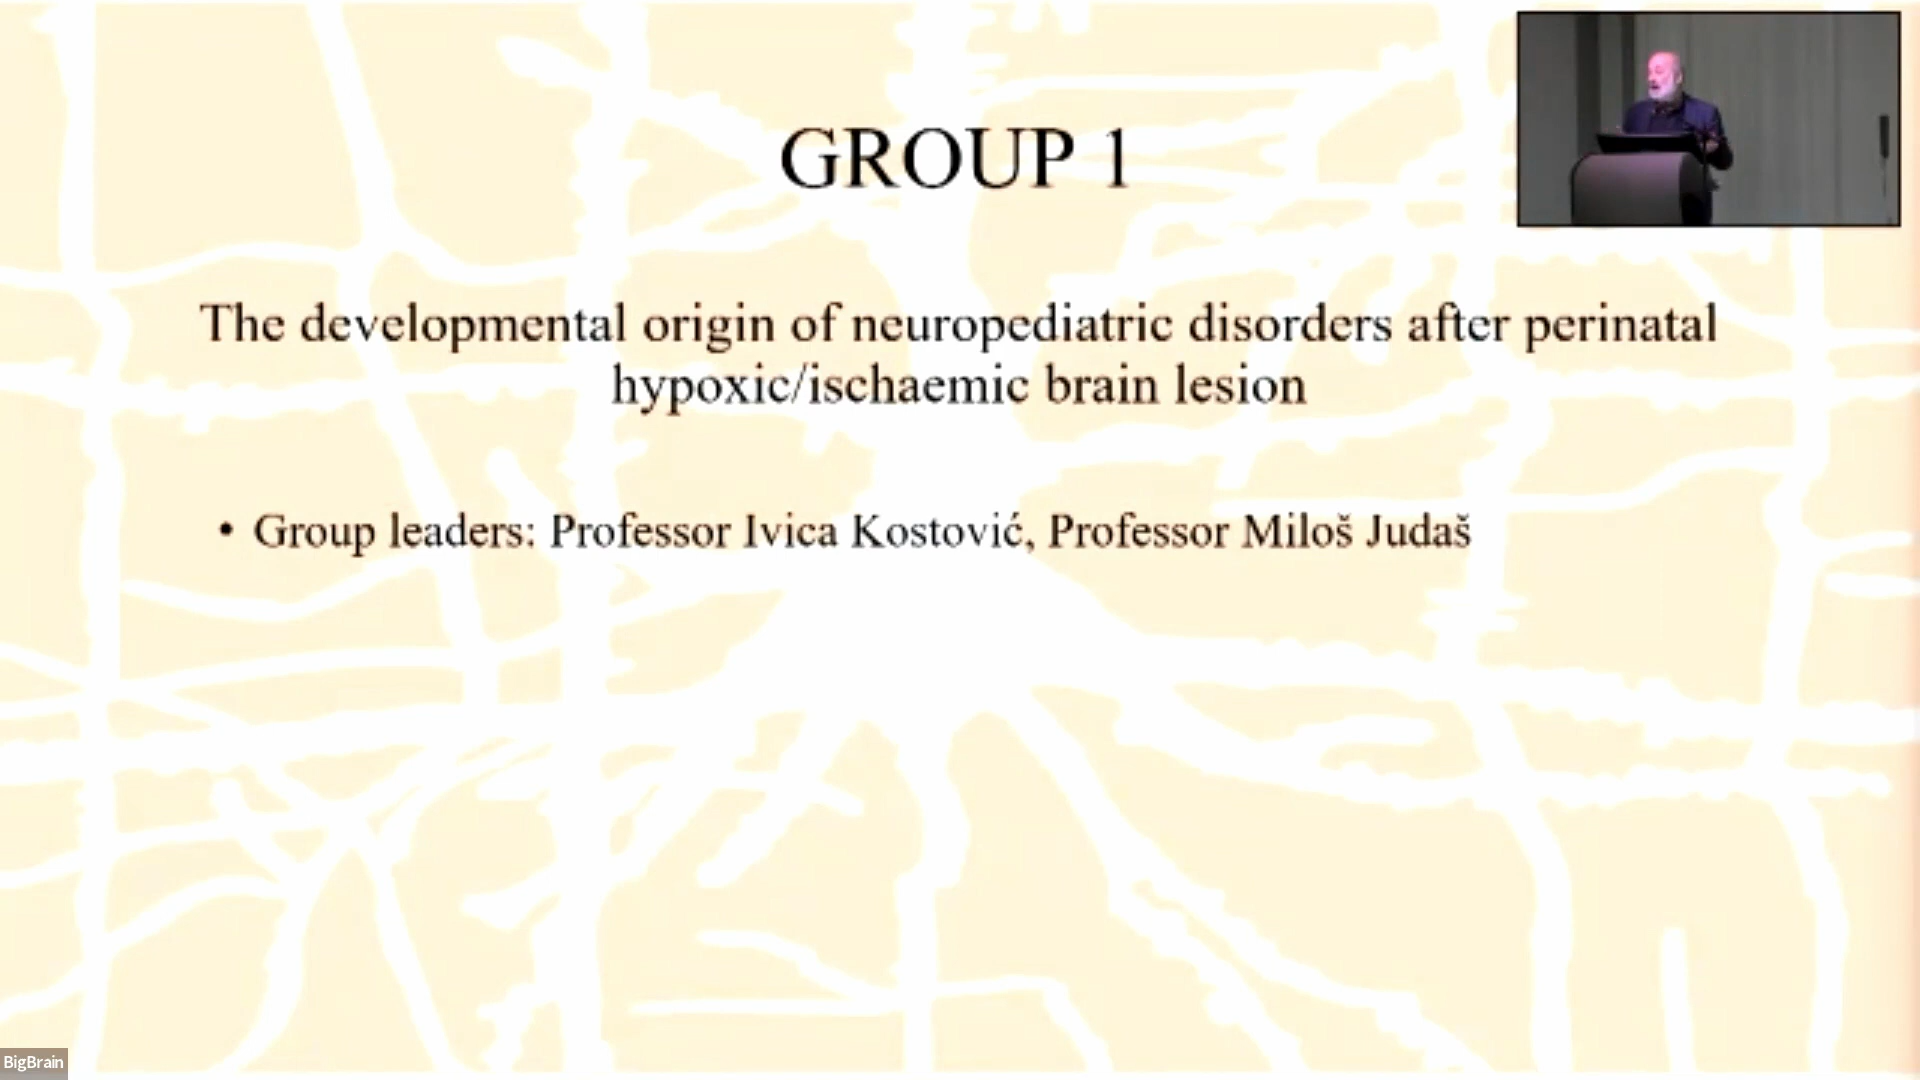 GROUP 1
The developmental origin of neuropediatric disorders after perinatal
hypoxic/ischaemic brain lesion
• Group leaders: Professor Ivica Kostović, Professor Miloš Judaš
BigBrain